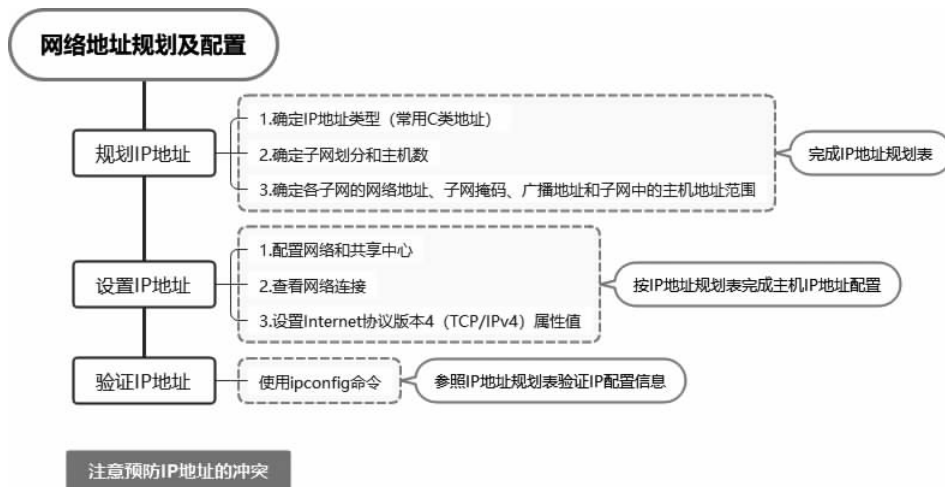 网络地址规划及配置
规划IP地址
1.确定IP地址类型（常用C类地址）
2.确定子网划分和主机数
3.确定各子网的网络地址、子网掩码、广播地址和子网中的主机地址范围
完成IP地址规划表
设置IP地址
1.配置网络和共享中心
2.查看网络连接
3.设置Internet协议版本4（TCP/IPv4）属性值
按IP地址规划表完成主机IP地址配置
验证IP地址
使用ipconfig命令
参照IP地址规划表验证IP配置信息
注意预防IP地址的冲突